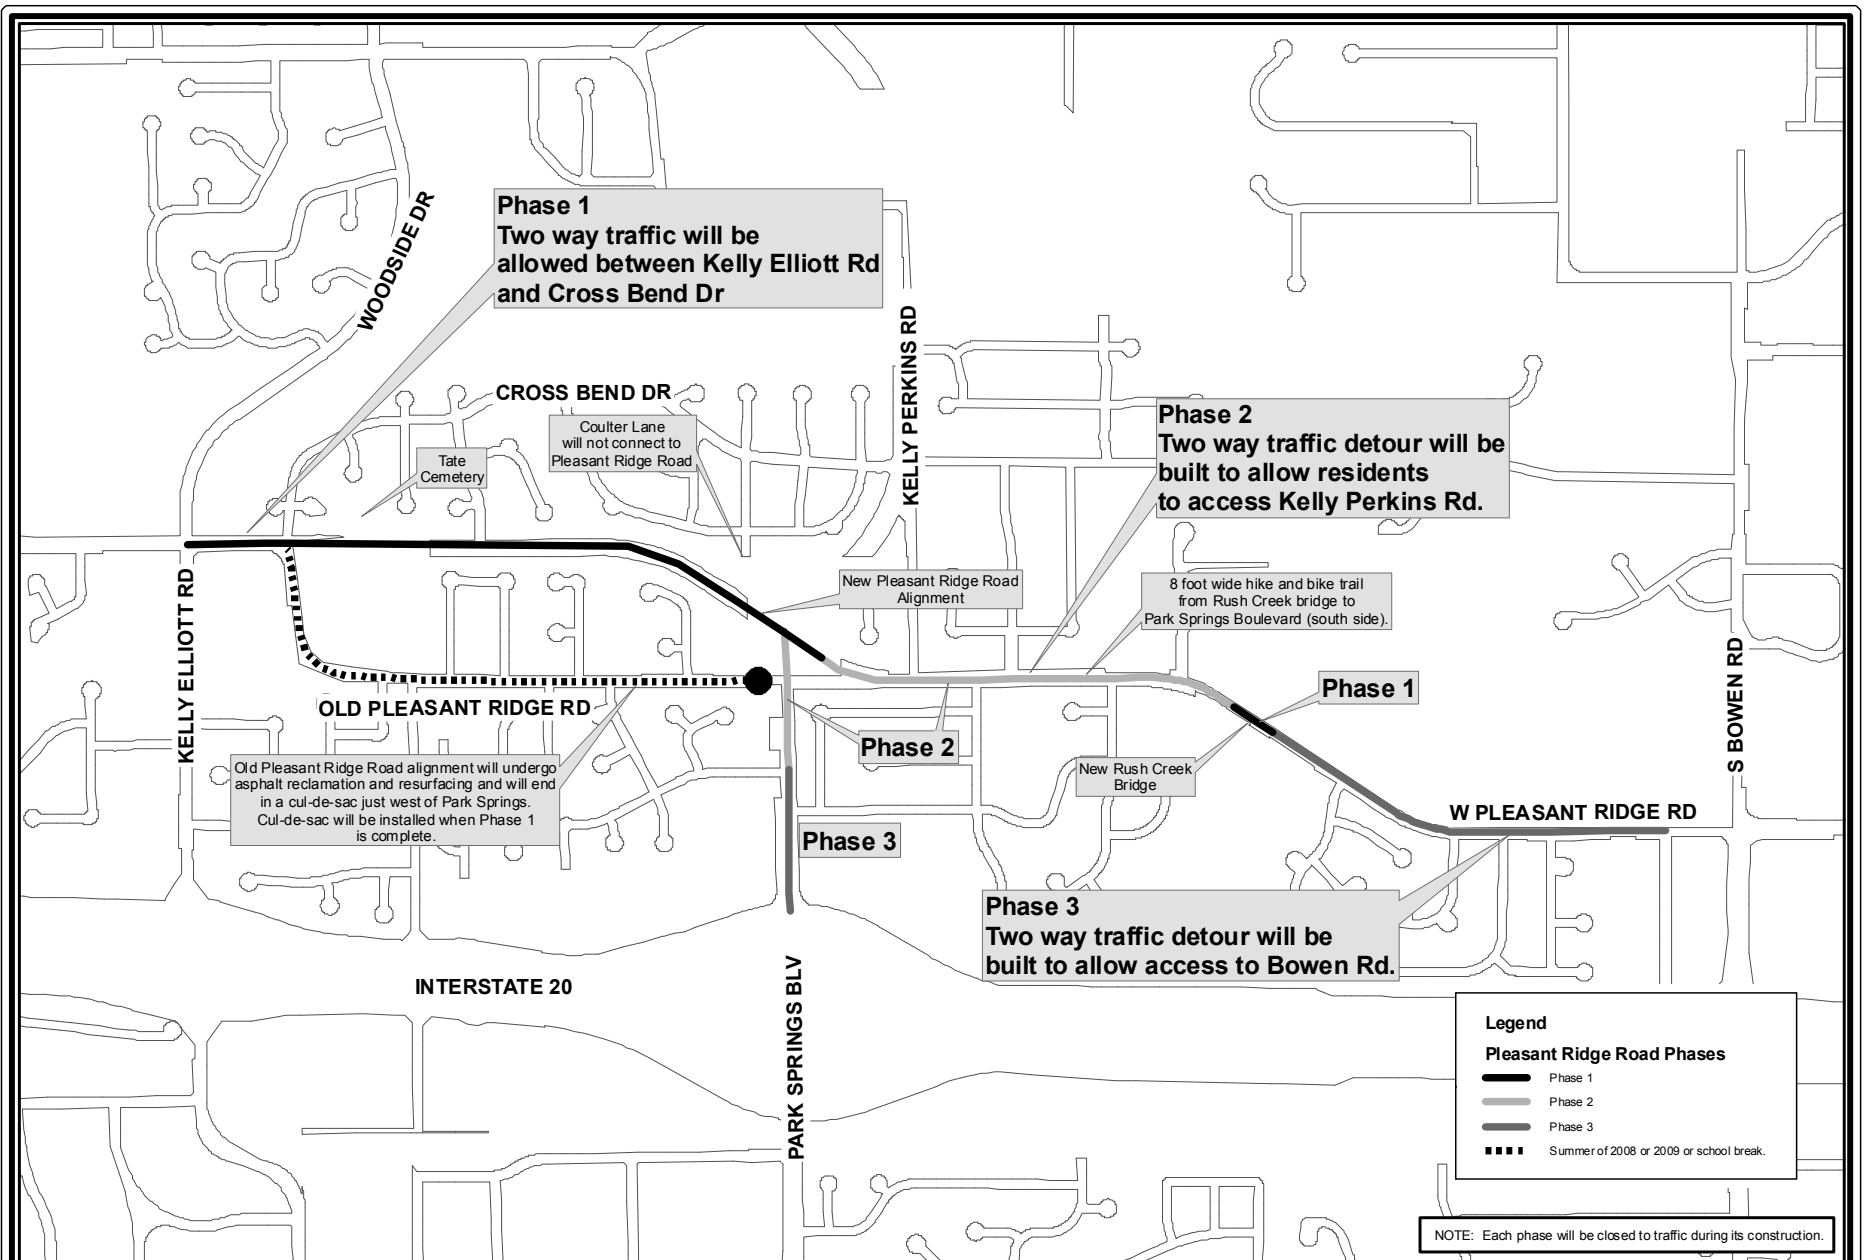 WOODSIDE DR
Phase 1
Two way traffic will be
allowed between Kelly Elliott Rd
and Cross Bend Dr
KELLY PERKINS RD
CROSS BEND DR
Coulter Lane
will not connect to
Pleasant Ridge Road
Tate
Cemetery
Phase 2
Two way traffic detour will be
built to allow residents
to access Kelly Perkins Rd.
New Pleasant Ridge Road
Alignment
8 foot wide hike and bike trail
from Rush Creek bridge to
Park Springs Boulevard (south side).
KELLY ELLIOTT RD
OLD PLEASANT RIDGE RD
Phase 1
S BOWEN RD
Phase 2
New Rush Creek
Bridge
Old Pleasant Ridge Road alignment will undergo
asphalt reclamation and resurfacing and will end
in a cul-de-sac just west of Park Springs.
Cul-de-sac will be installed when Phase 1
is complete.
Phase 3
W PLEASANT RIDGE RD
Phase 3
Two way traffic detour will be
built to allow access to Bowen Rd.
INTERSTATE 20
PARK SPRINGS BLV
Legend
Pleasant Ridge Road Phases
Phase 1
Phase 2
Phase 3
Summer of 2008 or 2009 or school break.
NOTE: Each phase will be closed to traffic during its construction.